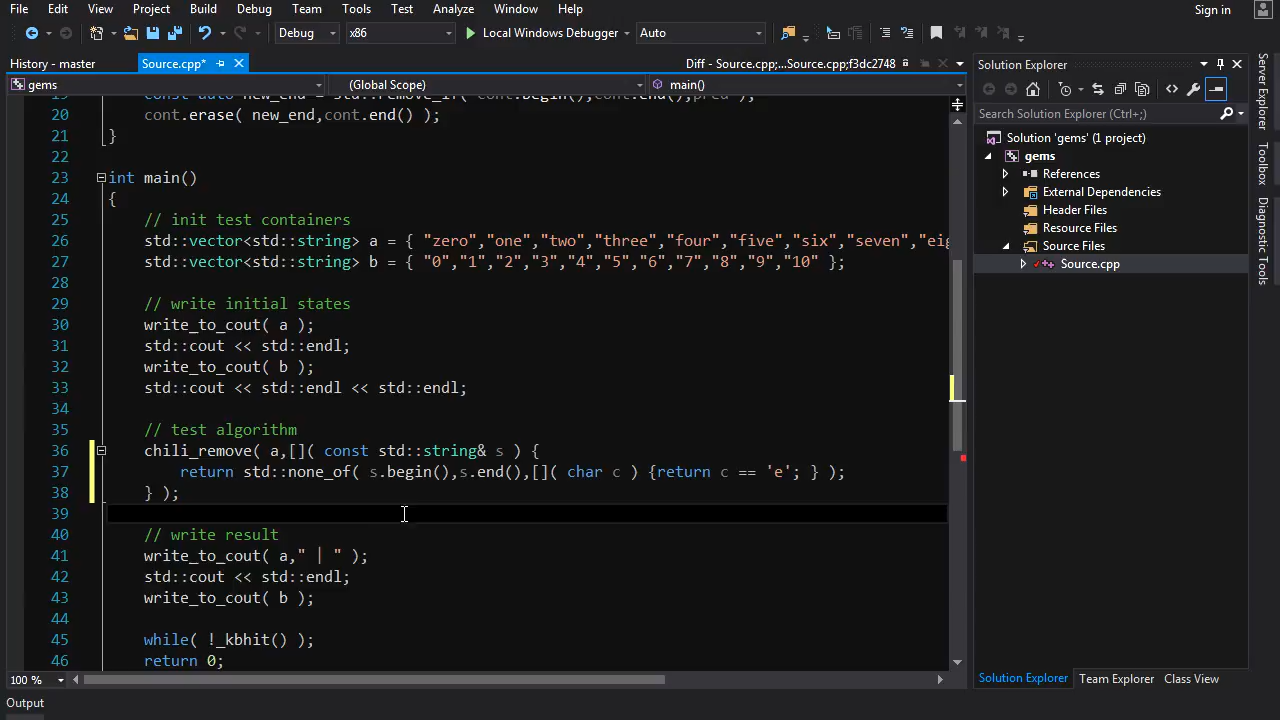 File Edit View Project Build Debug Team Tools Test Analyze Window Help Sign in
Debug x86 Local Windows Debugger Auto
History - master Source.cpp* Diff - Source.cpp;...Source.cpp;f3dc2748
gems (Global Scope) main()
19 const auto new_end = std::remove_if( cont.begin(),cont.end(),pred );
20 cont.erase( new_end,cont.end() );
21 }
22
23 int main()
24 {
25 // init test containers
26 std::vector<std::string> a = { "zero","one","two","three","four","five","six","seven","eig
27 std::vector<std::string> b = { "0","1","2","3","4","5","6","7","8","9","10" };
28
29 // write initial states
30 write_to_cout( a );
31 std::cout << std::endl;
32 write_to_cout( b );
33 std::cout << std::endl << std::endl;
34
35 // test algorithm
36 chili_remove( a,[]( const std::string& s ) {
37 return std::none_of( s.begin(),s.end(),[]( char c ) {return c == 'e'; } );
38 } );
39
40 // write result
41 write_to_cout( a," | " );
42 std::cout << std::endl;
43 write_to_cout( b );
44
45 while( !_kbhit() );
46 return 0;
100 %
Output
Solution Explorer
Search Solution Explorer (Ctrl+;)
Solution 'gems' (1 project)
gems
References
External Dependencies
Header Files
Resource Files
Source Files
Source.cpp
Solution Explorer Team Explorer Class View
Server Explorer
Toolbox
Diagnostic Tools